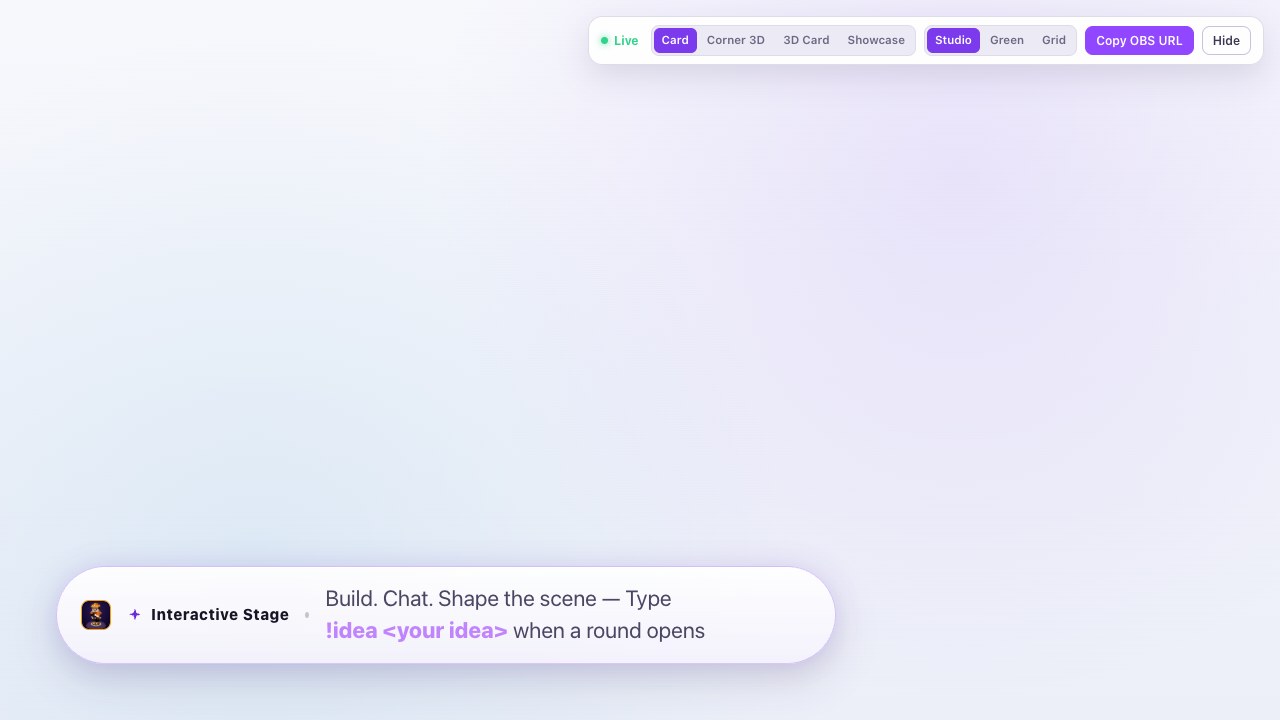 Live
Card Corner 3D 3D Card Showcase
Studio Green Grid
Copy OBS URL
Hide
Interactive Stage
Build. Chat. Shape the scene — Type
!idea <your idea> when a round opens